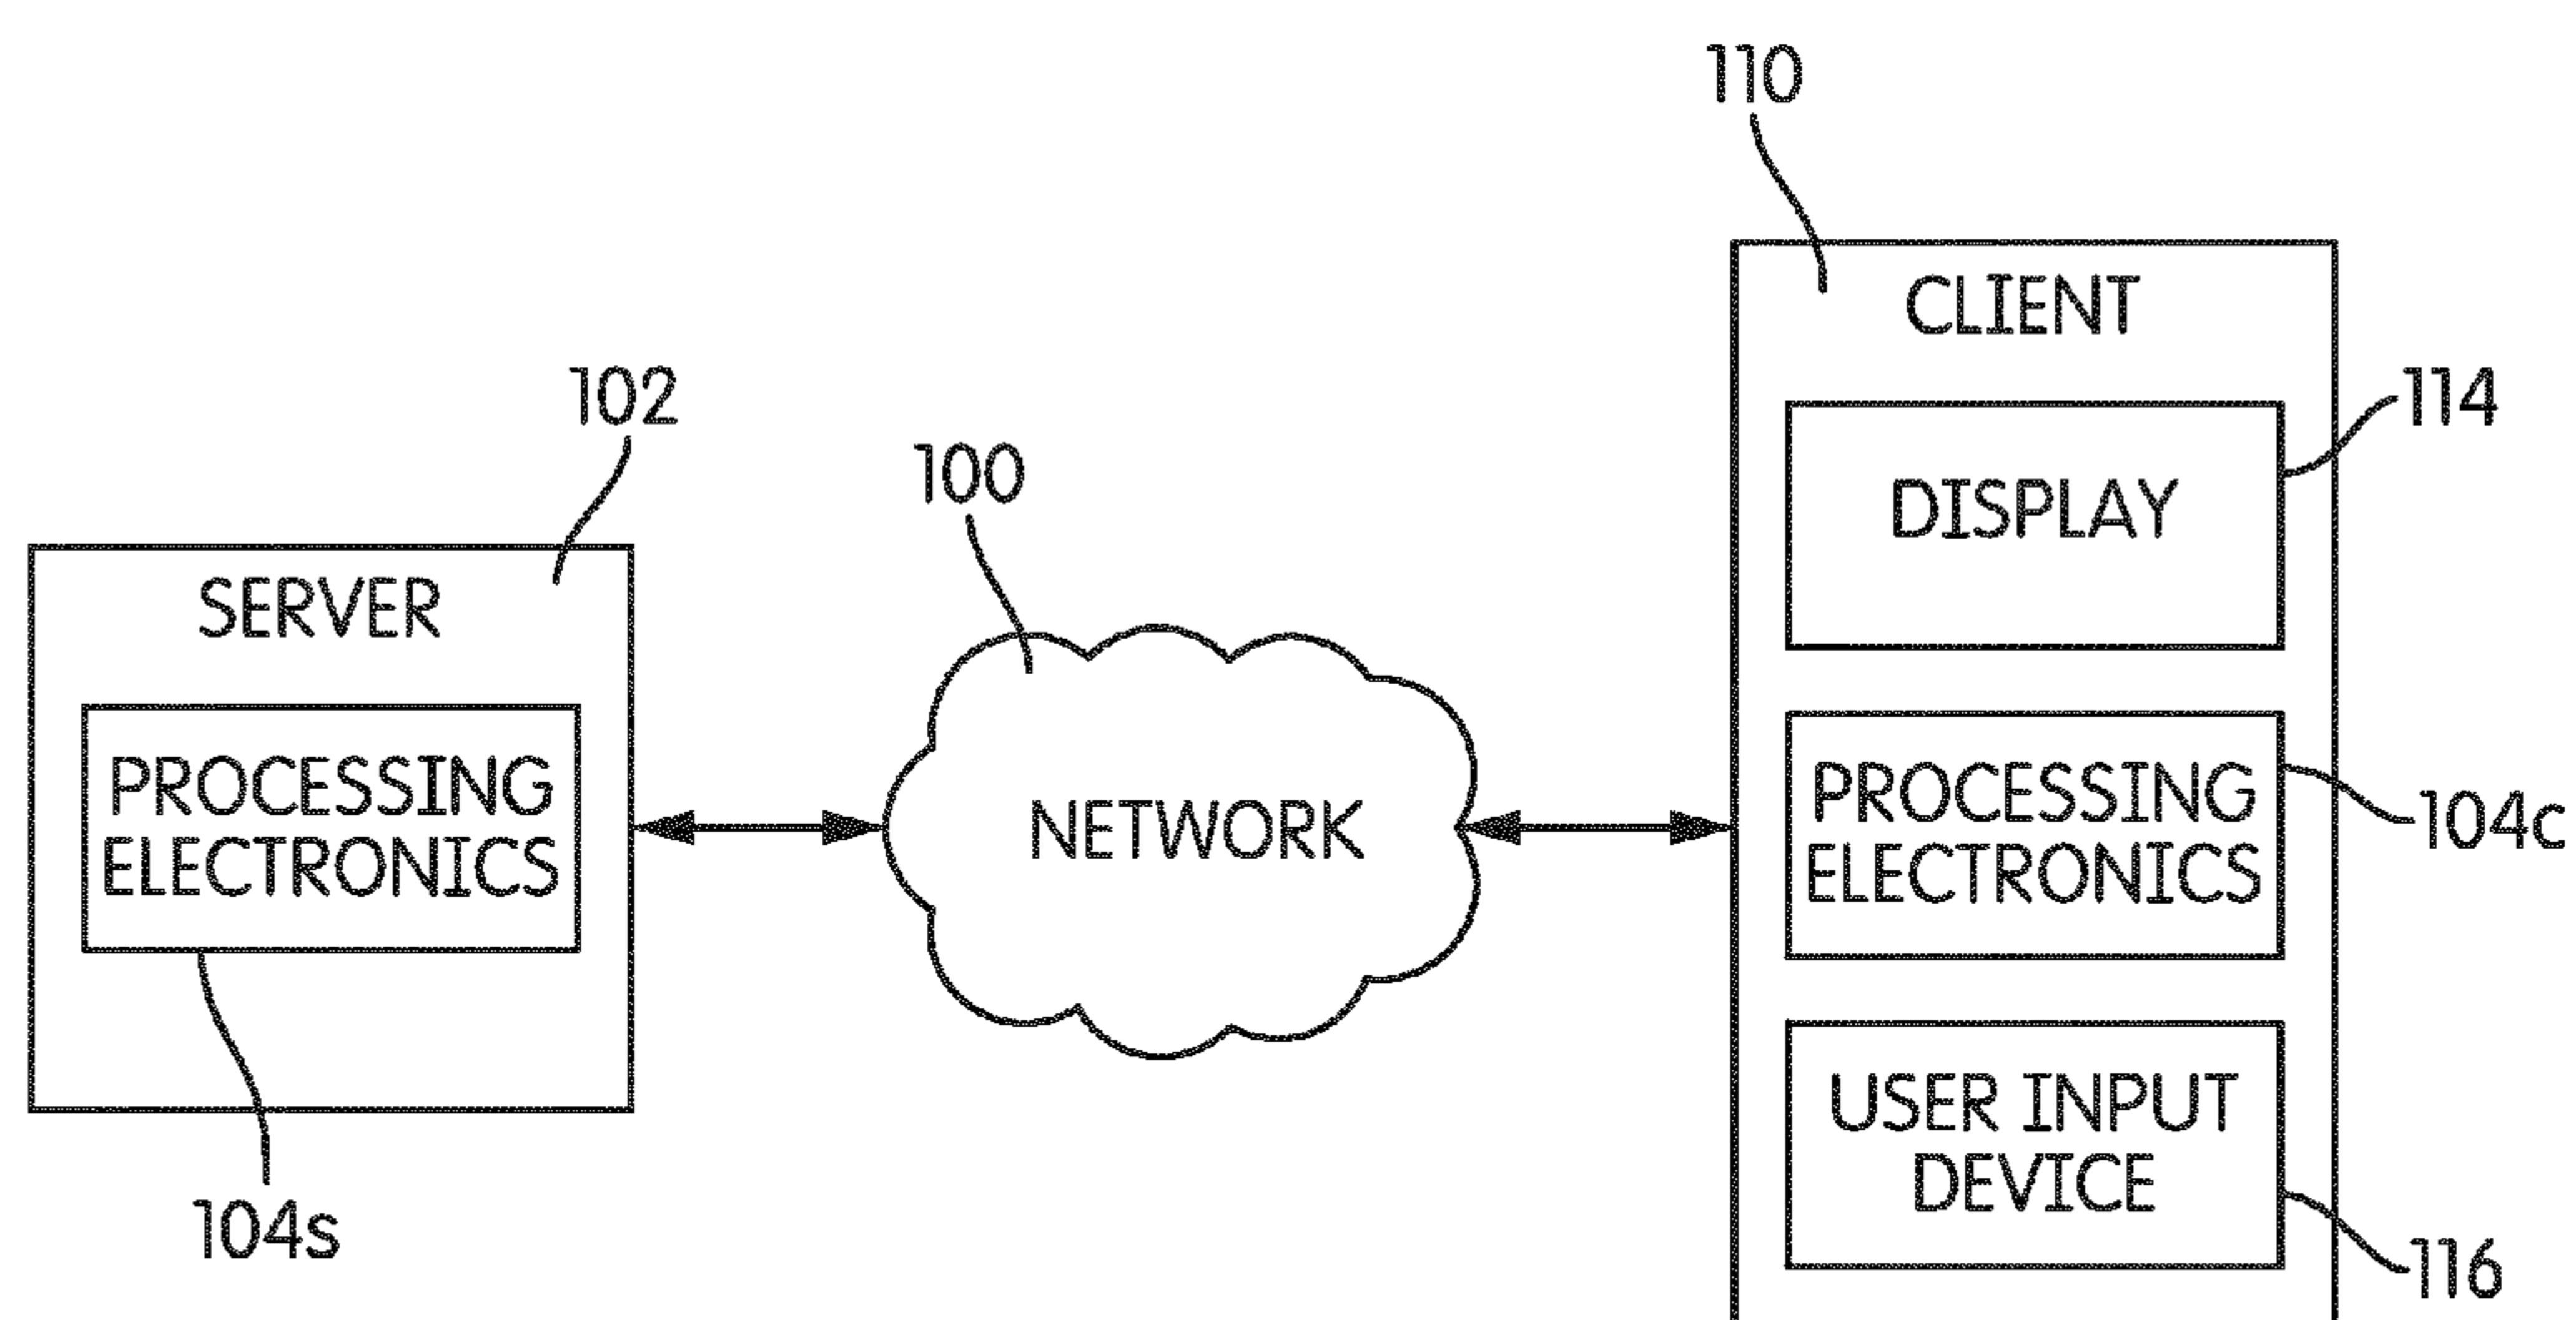 110
CLIENT
102
114
100
DISPLAY
SERVER
PROCESSING
ELECTRONICS
NETWORK
PROCESSING
ELECTRONICS
104c
USER INPUT
DEVICE
104s
116